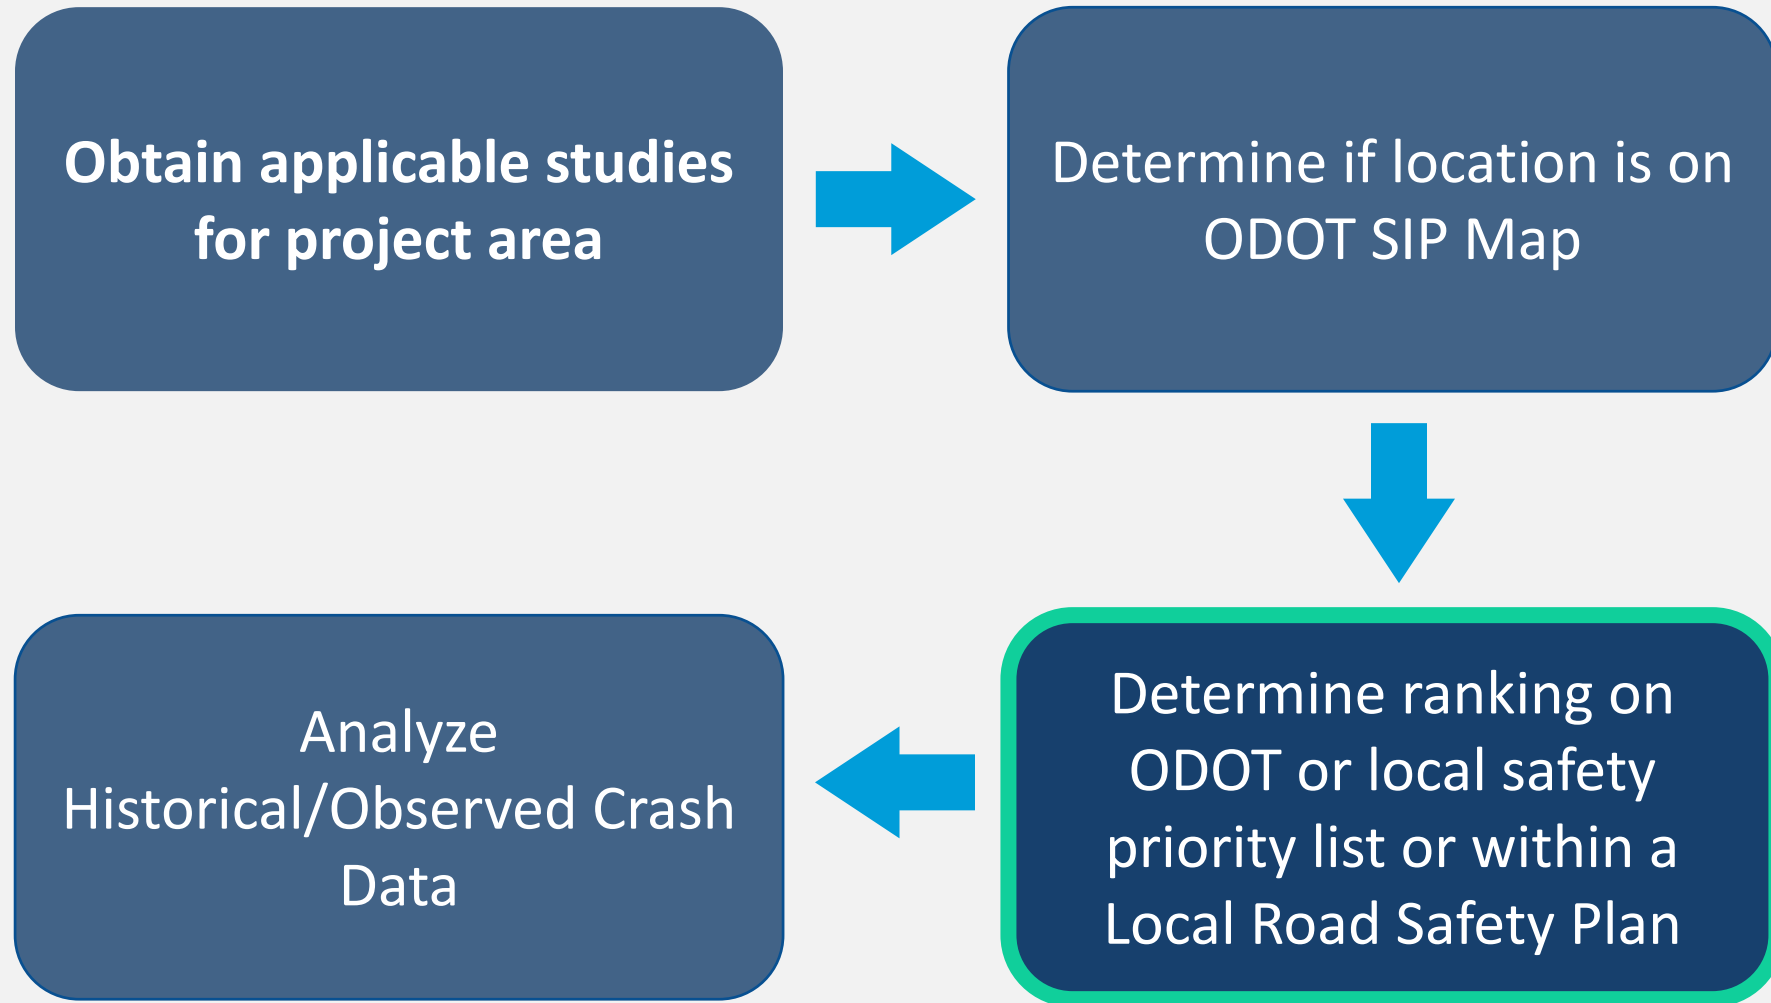 Obtain applicable studies
for project area
Determine if location is on
ODOT SIP Map
Determine ranking on
ODOT or local safety
priority list or within a
Local Road Safety Plan
Analyze
Historical/Observed Crash
Data